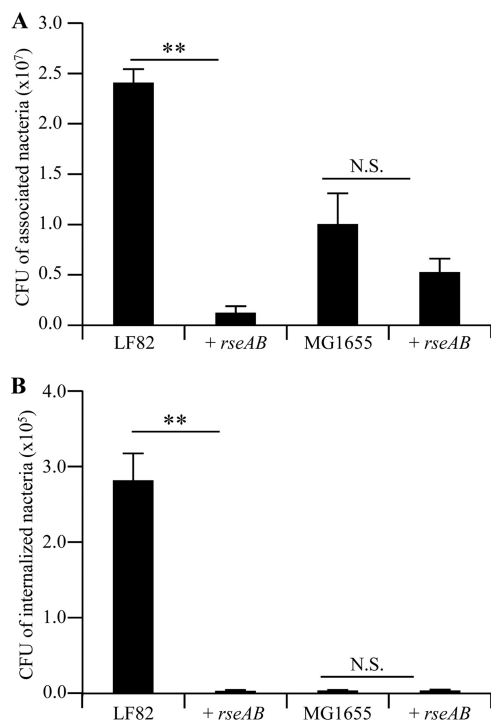 A
CFU of associated nacteria (x10⁷)
3.0
2.5
2.0
1.5
1.0
0.5
0.0
**
N.S.
LF82 + rseAB MG1655 + rseAB
B
CFU of internalized nacteria (x10⁵)
4.0
3.0
2.0
1.0
0.0
**
N.S.
LF82 + rseAB MG1655 + rseAB